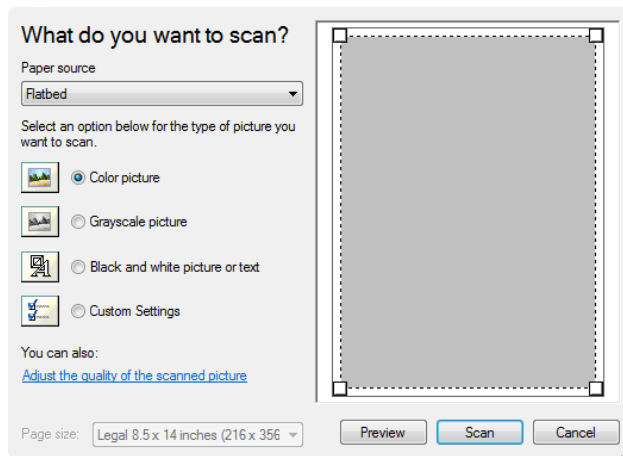 What do you want to scan?
Paper source
Flatbed
Select an option below for the type of picture you
want to scan.
Color picture
Grayscale picture
Black and white picture or text
Custom Settings
You can also:
Adjust the quality of the scanned picture
Page size: Legal 8.5 x 14 inches (216 x 356
Preview Scan Cancel